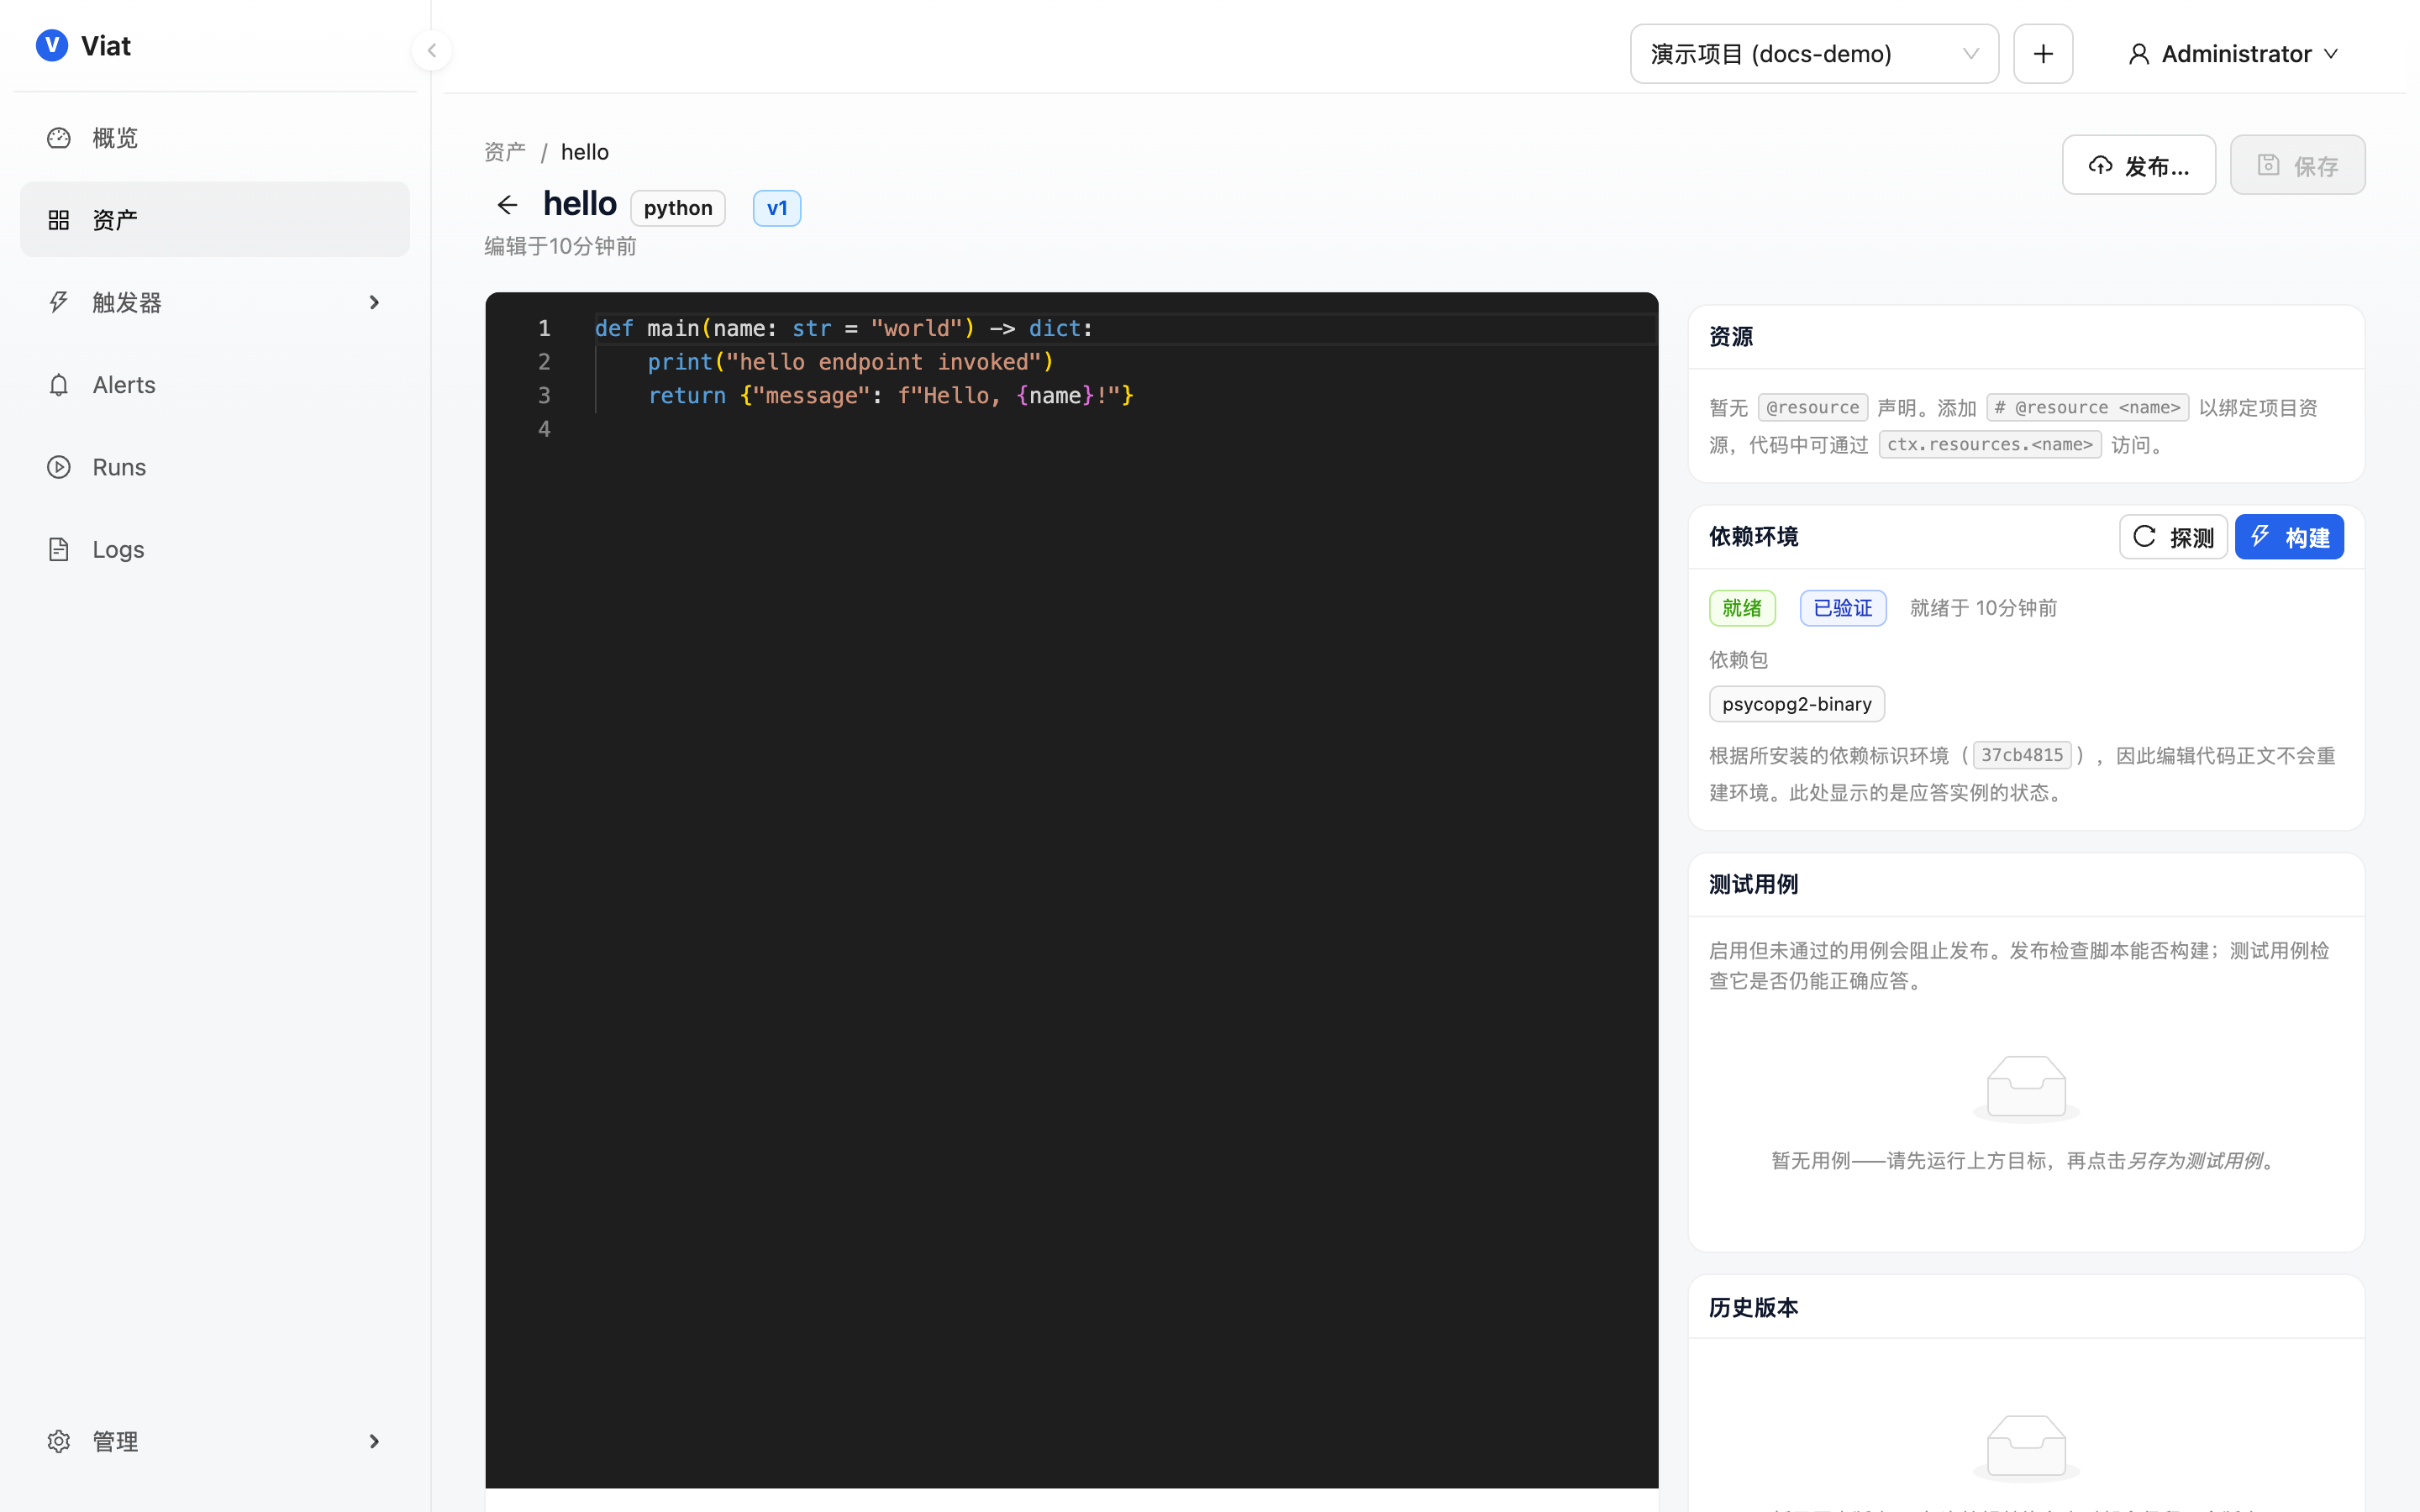 V Viat
演示项目 (docs-demo)
Administrator
概览
资产
触发器
Alerts
Runs
Logs
管理
资产 / hello
发布...
保存
hello python v1
编辑于10分钟前
1 def main(name: str = "world") -> dict:
2 print("hello endpoint invoked")
3 return {"message": f"Hello, {name}!"}
4
资源
暂无 @resource 声明。添加 # @resource <name> 以绑定项目资
源，代码中可通过 ctx.resources.<name> 访问。
依赖环境
探测
构建
就绪 已验证 就绪于 10分钟前
依赖包
psycopg2-binary
根据所安装的依赖标识环境（ 37cb4815 ），因此编辑代码正文不会重
建环境。此处显示的是应答实例的状态。
测试用例
启用但未通过的用例会阻止发布。发布检查脚本能否构建；测试用例检
查它是否仍能正确应答。
暂无用例——请先运行上方目标，再点击另存为测试用例。
历史版本